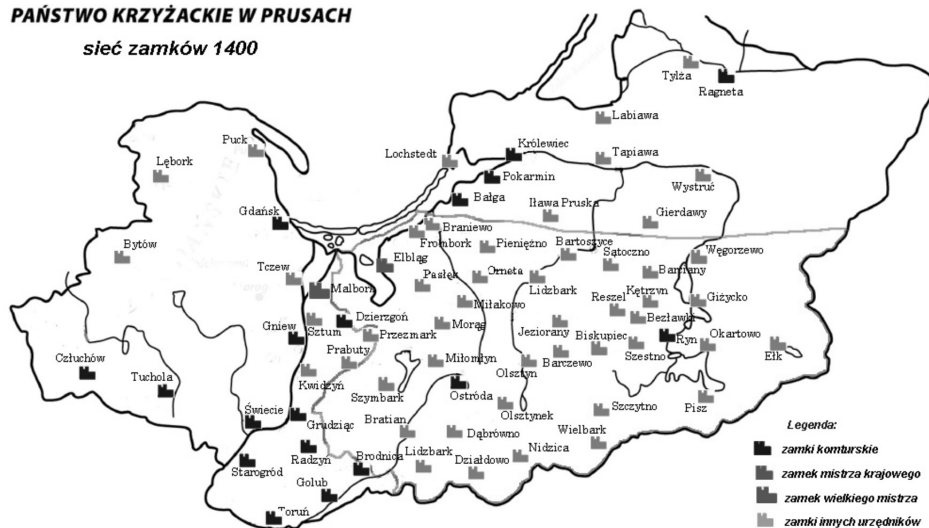 PAŃSTWO KRZYŻACKIE W PRUSACH
sieć zamków 1400
Tylża
Ragneta
Labiawa
Puck
Królewiec
Lębork
Lochstedt
Tapiawa
Pokarmin
Wystruć
Bałga
Iława Pruska
Gdańsk
Gierdawy
Braniewo
Frombork
Pieniężno
Bartoszyce
Bytów
Sątoczno
Węgorzewo
Elbląg
Tczew
Pasłęk
Orneta
Lidzbark
Barciany
Malbork
Kętrzyn
Miłakowo
Reszel
Giżycko
Bezławki
Dzierzgoń
Gniew
Sztum
Przezmark
Morąg
Jeziorany
Biskupiec
Ryn
Okartowo
Człuchów
Prabuty
Miłomłyn
Szestno
Ełk
Tuchola
Kwidzyń
Olsztyn
Barczewo
Szymbark
Ostróda
Świecie
Grudziąc
Bratian
Olsztynek
Szczytno
Pisz
Radzyń
Dąbrówno
Wielbark
Starogród
Brodnica
Lidzbark
Nidzica
Działdowo
Golub
Toruń
Legenda:
zamki komturskie
zamek mistrza krajowego
zamek wielkiego mistrza
zamki innych urzędników